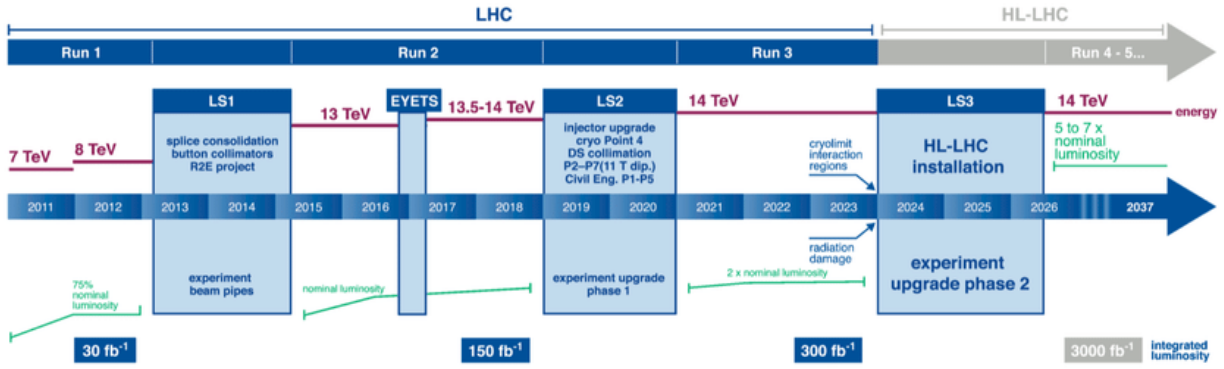 LHC
HL-LHC
Run 1
Run 2
Run 3
Run 4 - 5...
LS1
EYETS
13.5-14 TeV
LS2
14 TeV
LS3
14 TeV
energy
13 TeV
7 TeV
8 TeV
splice consolidation
button collimators
R2E project
injector upgrade
cryo Point 4
DS collimation
P2–P7(11 T dip.)
Civil Eng. P1-P5
cryolimit
interaction
regions
HL-LHC
installation
5 to 7 x
nominal
luminosity
2011 2012 2013 2014 2015 2016 2017 2018 2019 2020 2021 2022 2023 2024 2025 2026 2037
75%
nominal
luminosity
experiment
beam pipes
nominal luminosity
experiment upgrade
phase 1
2 x nominal luminosity
radiation
damage
experiment
upgrade phase 2
30 fb⁻¹
150 fb⁻¹
300 fb⁻¹
3000 fb⁻¹
integrated
luminosity